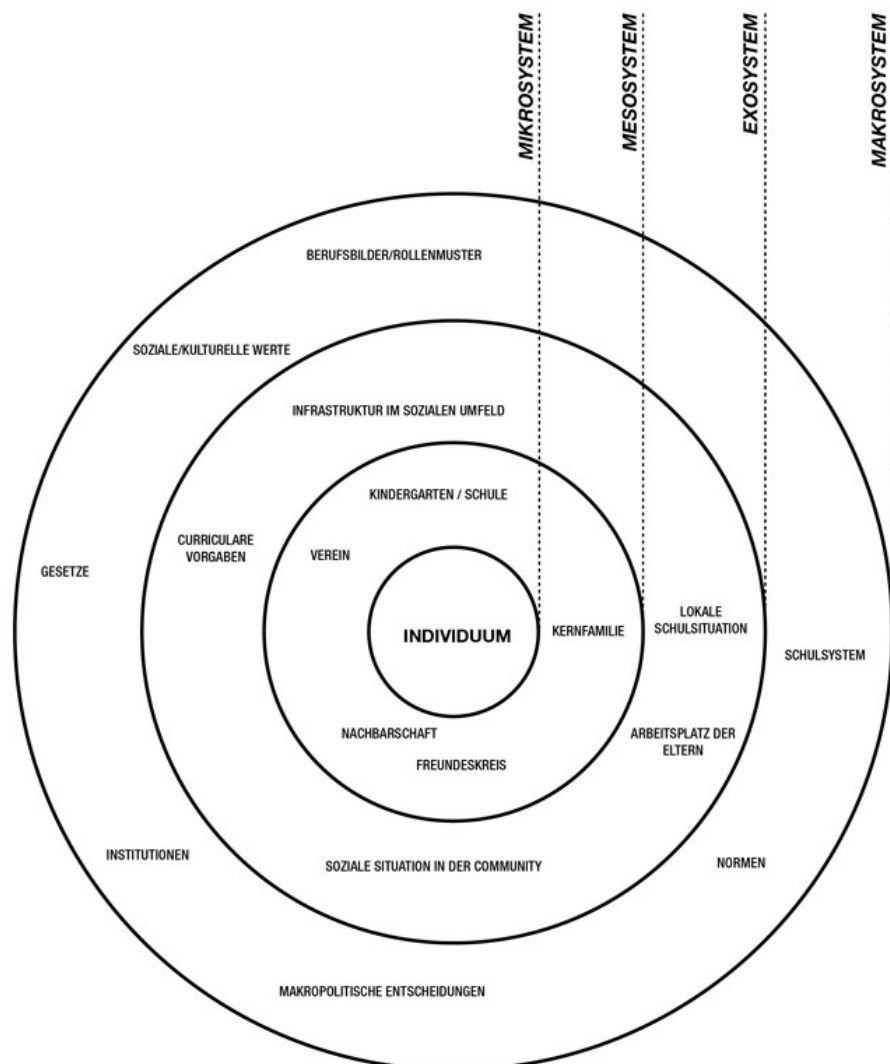 MIKROSYSTEM
MESOSYSTEM
EXOSYSTEM
MAKROSYSTEM
BERUFSBILDER/ROLLENMUSTER
SOZIALE/KULTURELLE WERTE
INFRASTRUKTUR IM SOZIALEN UMFELD
KINDERGARTEN / SCHULE
CURRICULARE
VORGABEN
VEREIN
GESETZE
INDIVIDUUM
KERNFAMILIE
LOKALE
SCHULSITUATION
SCHULSYSTEM
NACHBARSCHAFT
ARBEITSPLATZ DER
ELTERN
FREUNDESKREIS
INSTITUTIONEN
SOZIALE SITUATION IN DER COMMUNITY
NORMEN
MAKROPOLITISCHE ENTSCHEIDUNGEN